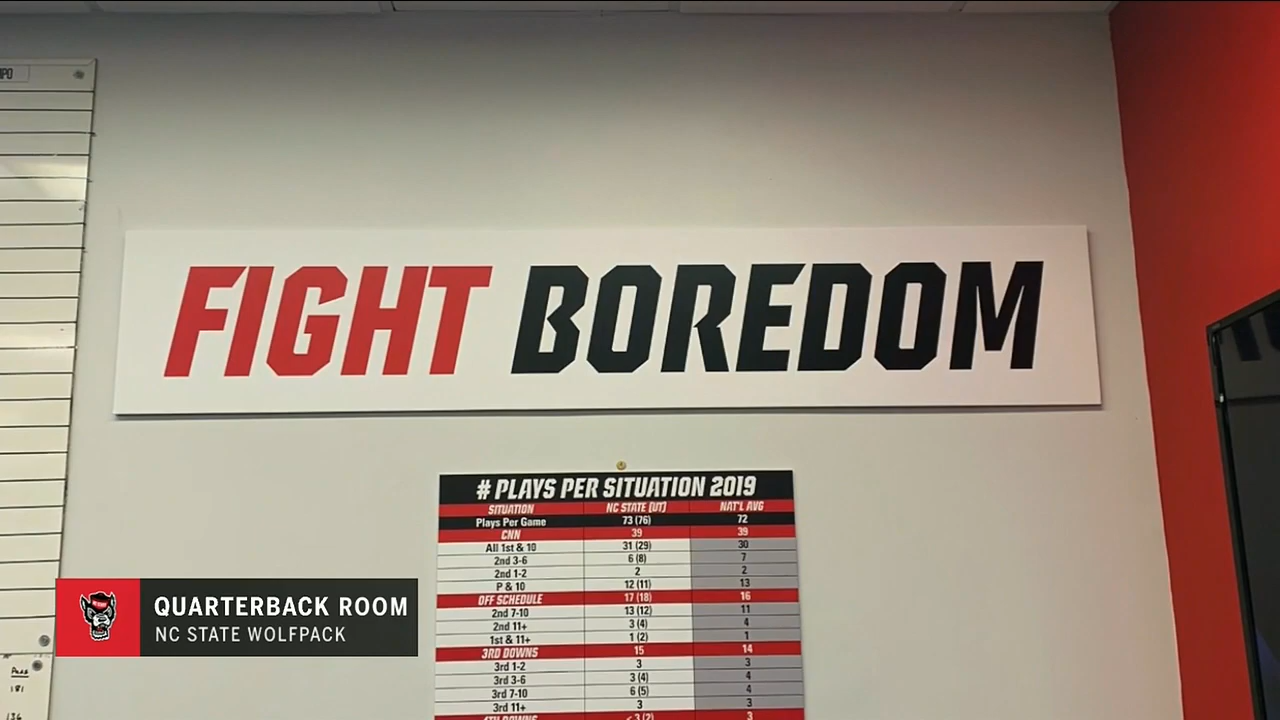 FIGHT BOREDOM
# PLAYS PER SITUATION 2019
SITUATION NC STATE (UT) NAT'L AVG
Plays Per Game 73 (76) 72
CNN 39 39
All 1st & 10 31 (29) 30
2nd 3-6 6 (8) 7
2nd 1-2 2 2
P & 10 12 (11) 13
OFF SCHEDULE 17 (18) 16
2nd 7-10 13 (12) 11
2nd 11+ 3 (4) 4
1st & 11+ 1 (2) 1
3RD DOWNS 15 14
3rd 1-2 3 3
3rd 3-6 3 (4) 4
3rd 7-10 6 (5) 4
3rd 11+ 3 3
QUARTERBACK ROOM
NC STATE WOLFPACK
Pass
181
136